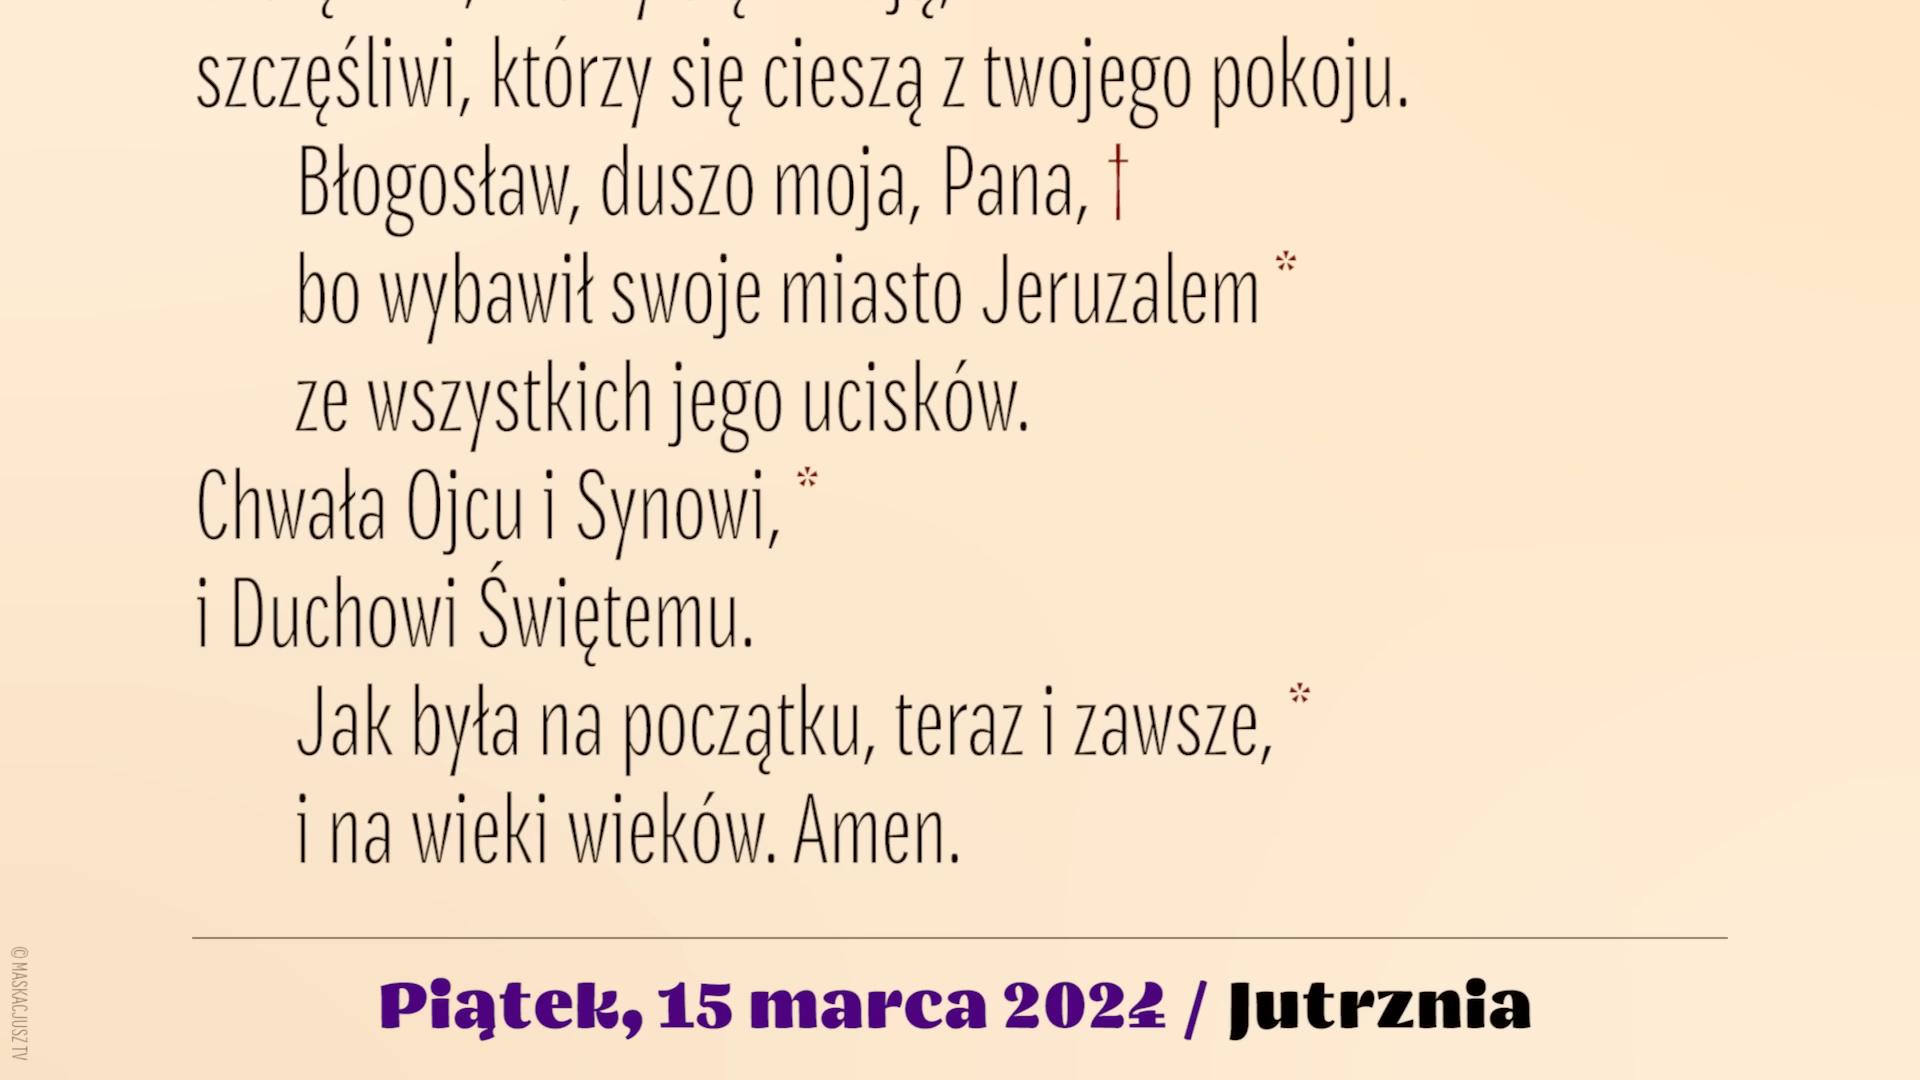 szczęśliwi, którzy się cieszą z twojego pokoju.
Błogosław, duszo moja, Pana, †
bo wybawił swoje miasto Jeruzalem *
ze wszystkich jego ucisków.
Chwała Ojcu i Synowi, *
i Duchowi Świętemu.
Jak była na początku, teraz i zawsze, *
i na wieki wieków. Amen.
Piątek, 15 marca 2024 / Jutrznia
© MASKACJUSZ TV